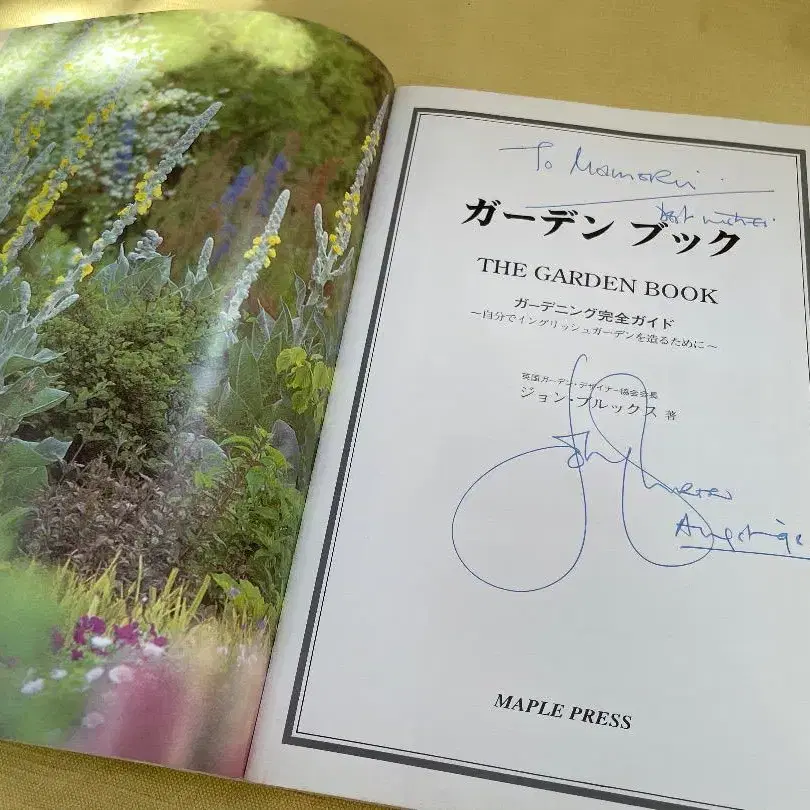 To Mamoru
best wishes
ガーデン ブック
THE GARDEN BOOK
ガーデニング完全ガイド
～自分でイングリッシュガーデンを造るために～
英国ガーデン・デザイナー協会会長
ジョン・ブルックス 著
John
MAPLE PRESS